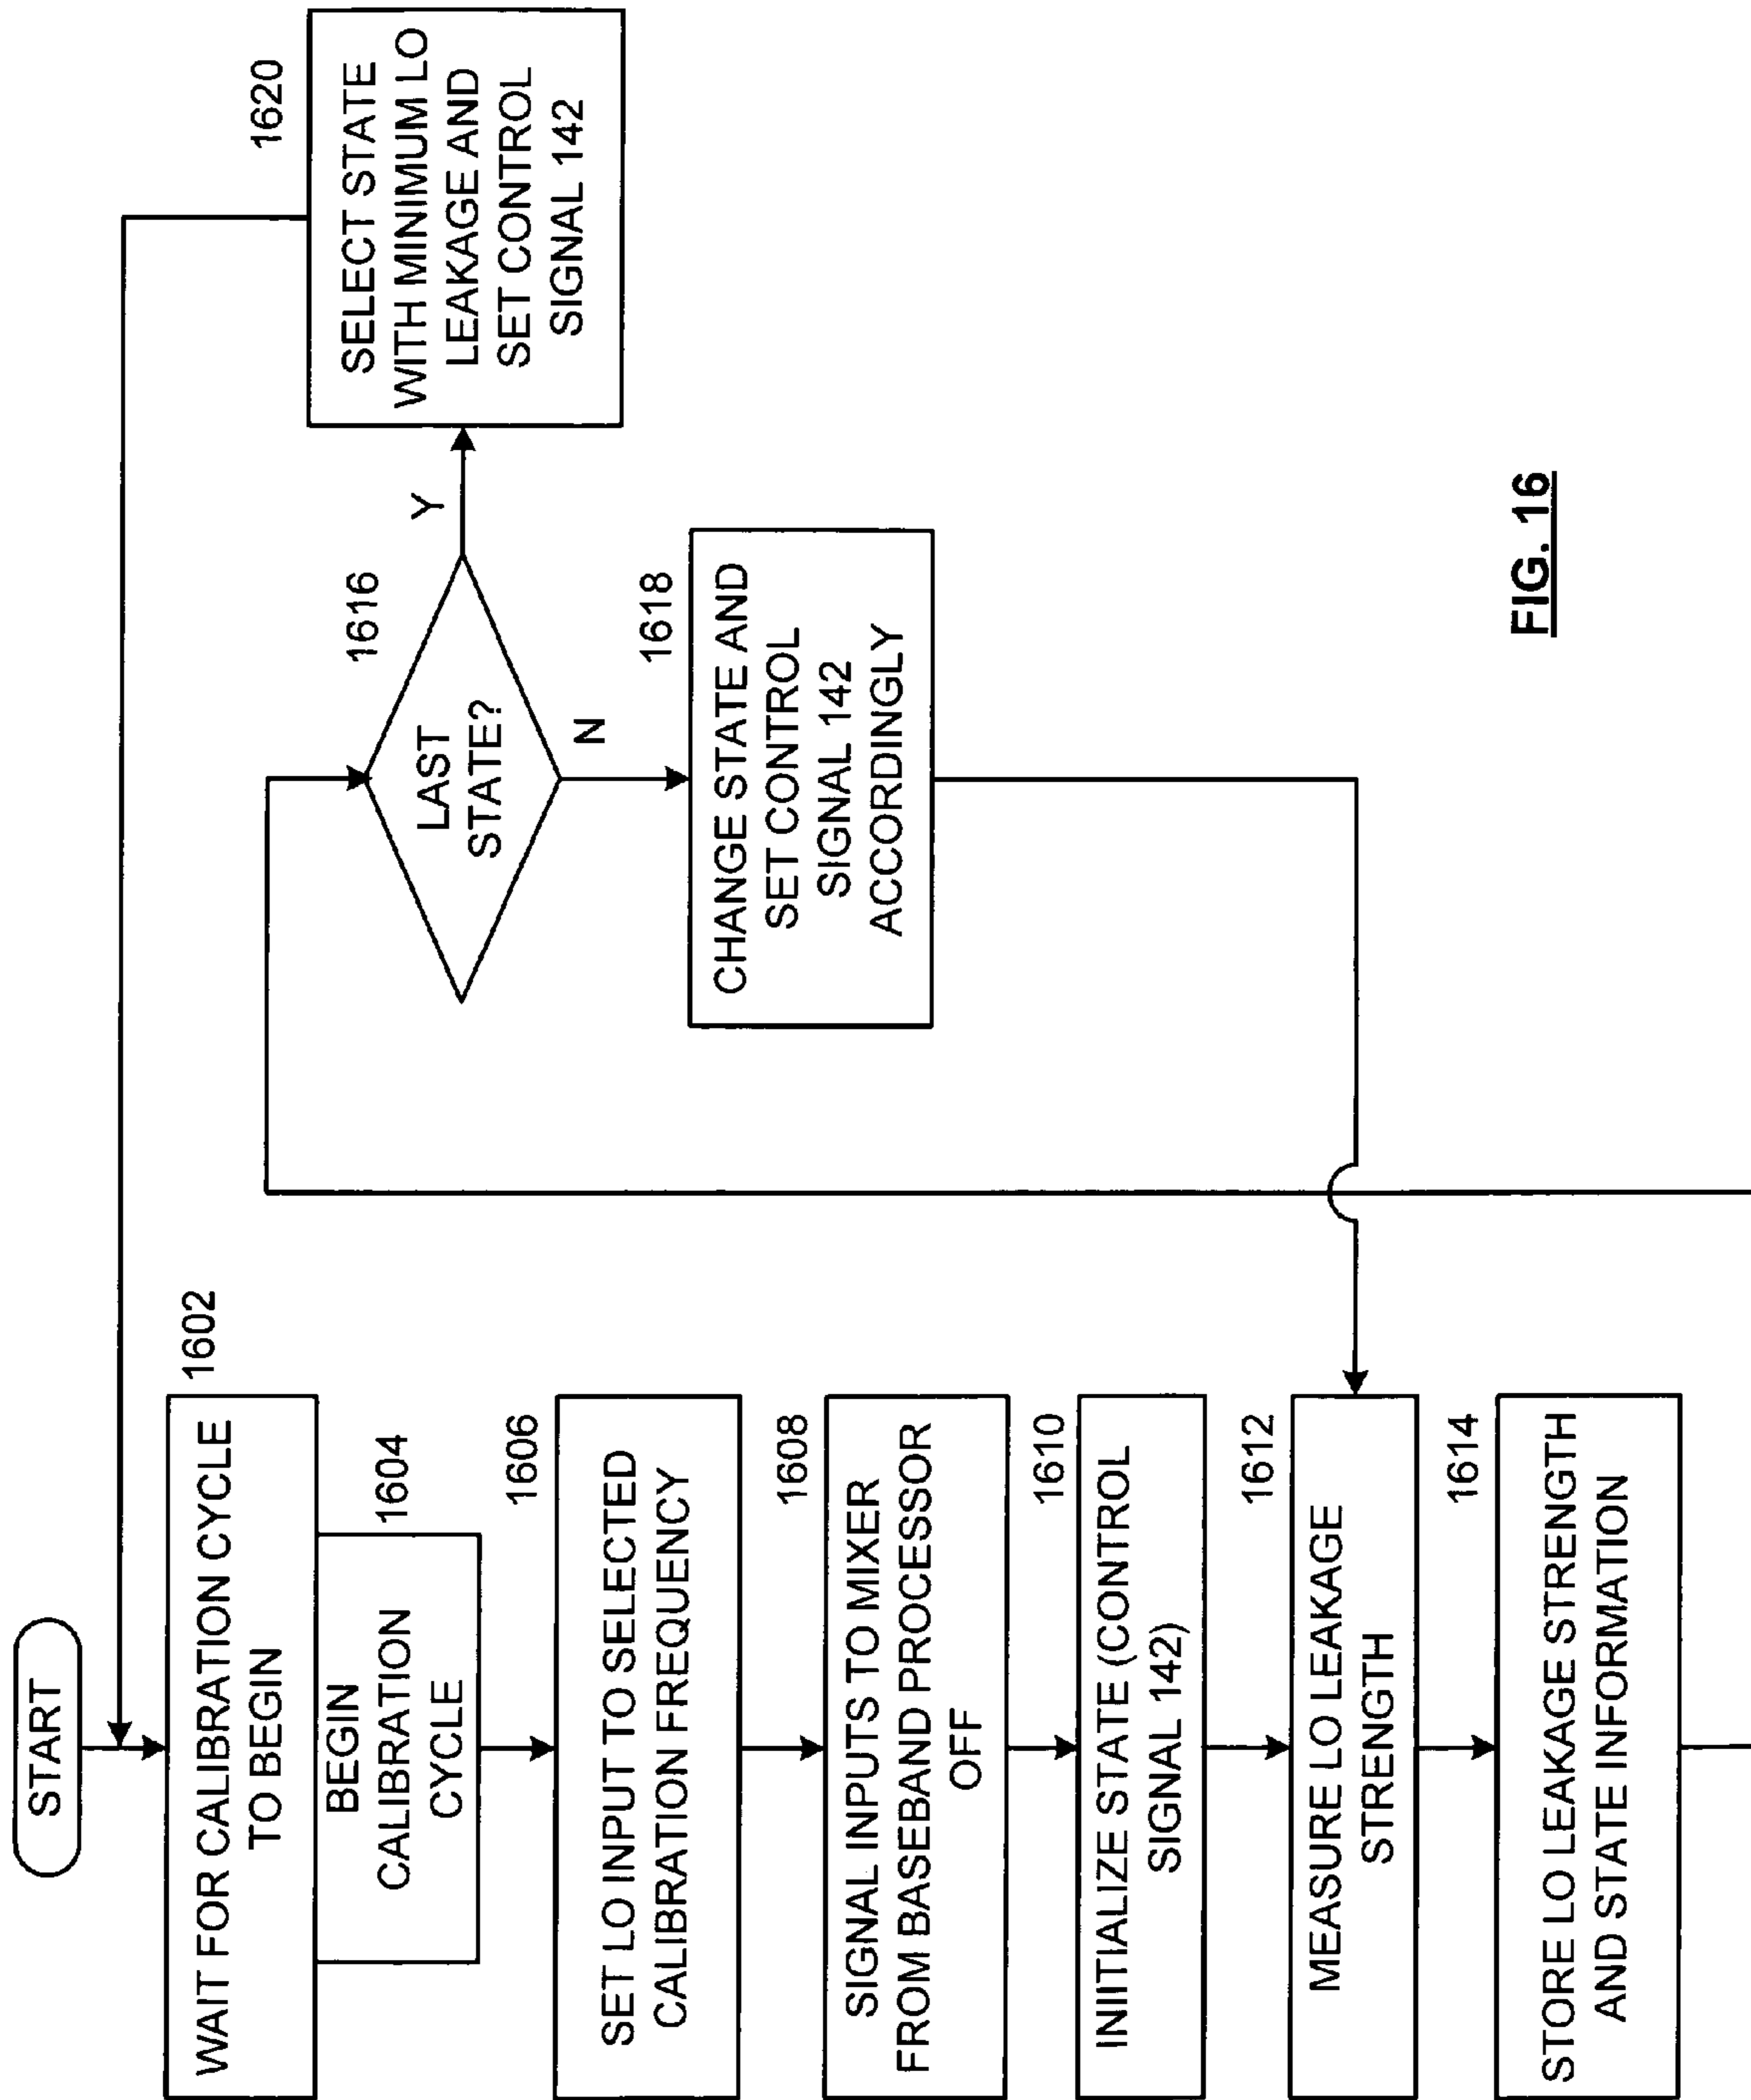 START
1602
WAIT FOR CALIBRATION CYCLE
TO BEGIN
1604
BEGIN
CALIBRATION
CYCLE
1606
SET LO INPUT TO SELECTED
CALIBRATION FREQUENCY
1608
SIGNAL INPUTS TO MIXER
FROM BASEBAND PROCESSOR
OFF
1610
INITIALIZE STATE (CONTROL
SIGNAL 142)
1612
MEASURE LO LEAKAGE
STRENGTH
1614
STORE LO LEAKAGE STRENGTH
AND STATE INFORMATION
1616
LAST
STATE?
Y
N
1618
CHANGE STATE AND
SET CONTROL
SIGNAL 142
ACCORDINGLY
1620
SELECT STATE
WITH MINIMUM LO
LEAKAGE AND
SET CONTROL
SIGNAL 142
FIG. 16